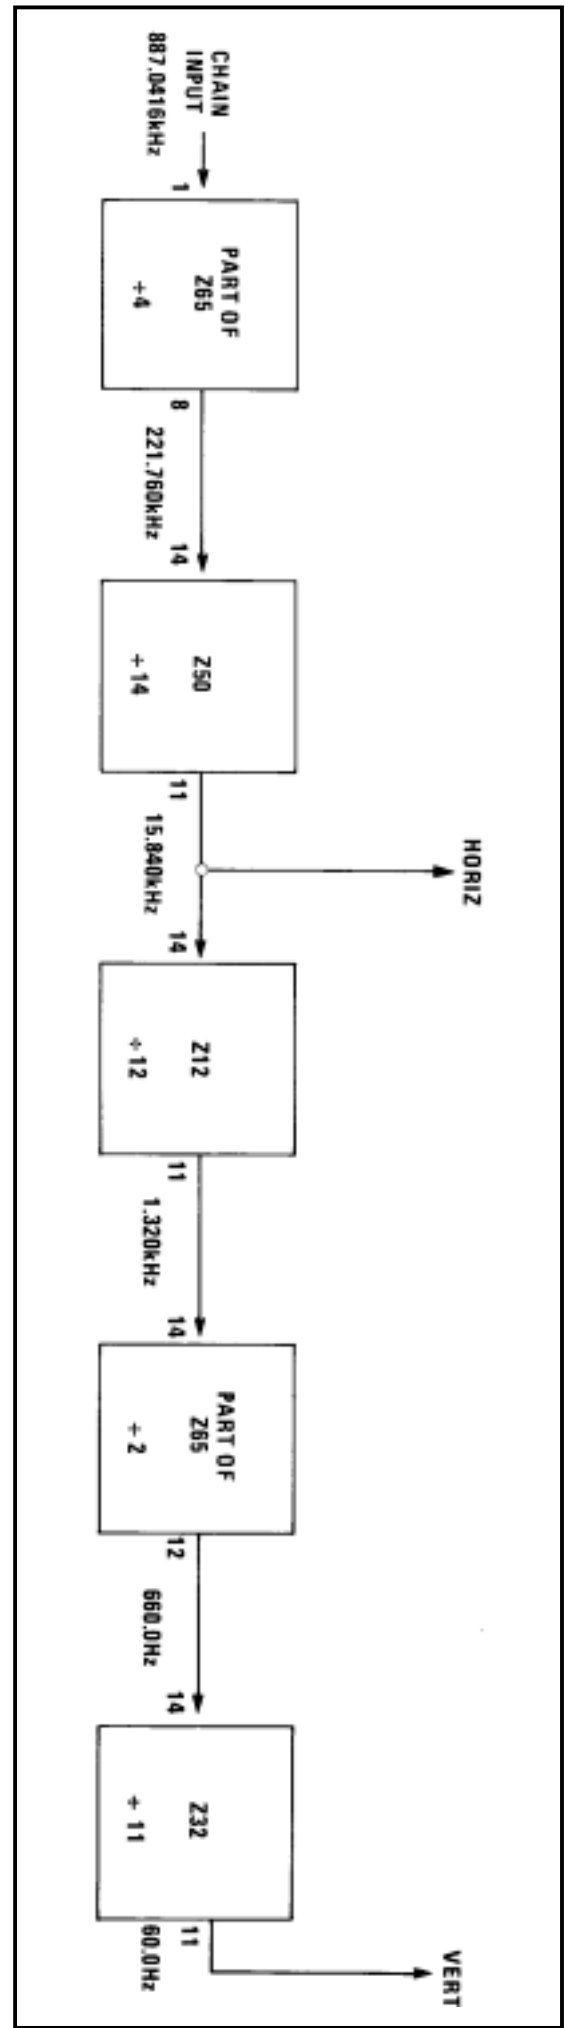 CHAIN
INPUT
887.0416kHz
1
PART OF
Z65
÷4
8
221.760kHz
14
Z50
÷14
11
15.840kHz
HORIZ
14
Z12
÷12
11
1.320kHz
14
PART OF
Z65
÷2
12
660.0Hz
14
Z32
÷11
11
60.0Hz
VERT